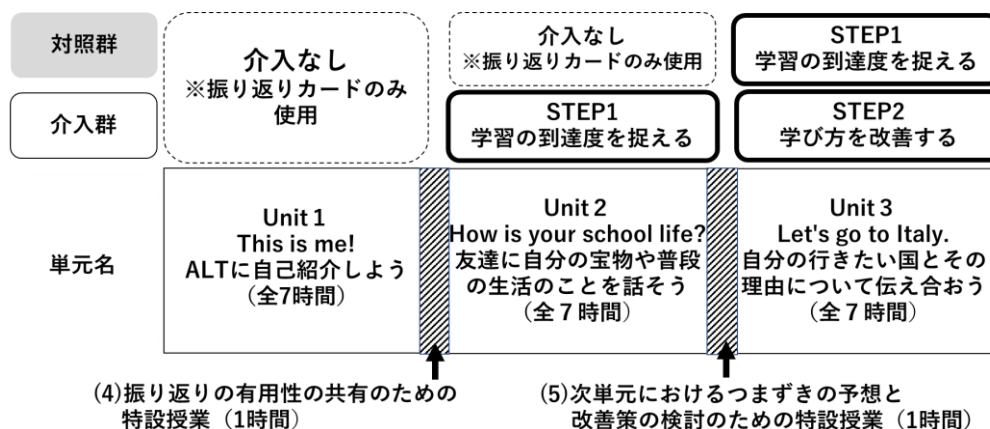 対照群
介入なし
※振り返りカードのみ
使用
介入なし
※振り返りカードのみ使用
STEP1
学習の到達度を捉える
介入群
STEP1
学習の到達度を捉える
STEP2
学び方を改善する
単元名
Unit 1
This is me!
ALTに自己紹介しよう
（全7時間）
Unit 2
How is your school life?
友達に自分の宝物や普段
の生活のことを話そう
（全７時間）
Unit 3
Let's go to Italy.
自分の行きたい国とその
理由について伝え合おう
（全７時間）
(4)振り返りの有用性の共有のための
特設授業（1時間）
(5)次単元におけるつまずきの予想と
改善策の検討のための特設授業（1時間）